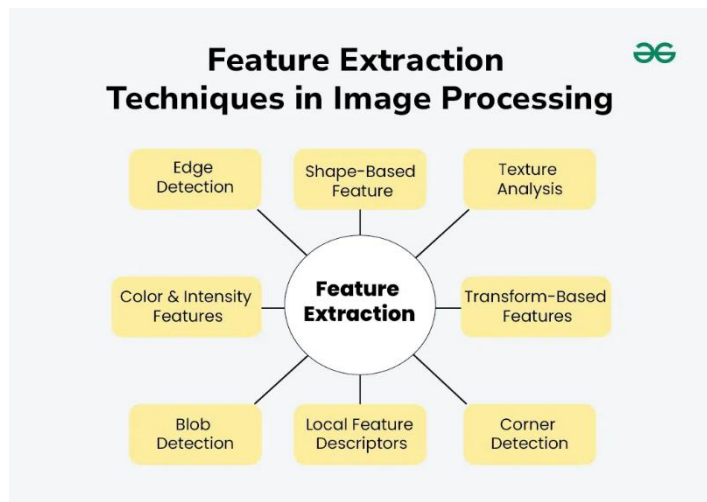 Feature Extraction
Techniques in Image Processing
Edge
Detection
Shape-Based
Feature
Texture
Analysis
Color & Intensity
Features
Feature
Extraction
Transform-Based
Features
Blob
Detection
Local Feature
Descriptors
Corner
Detection